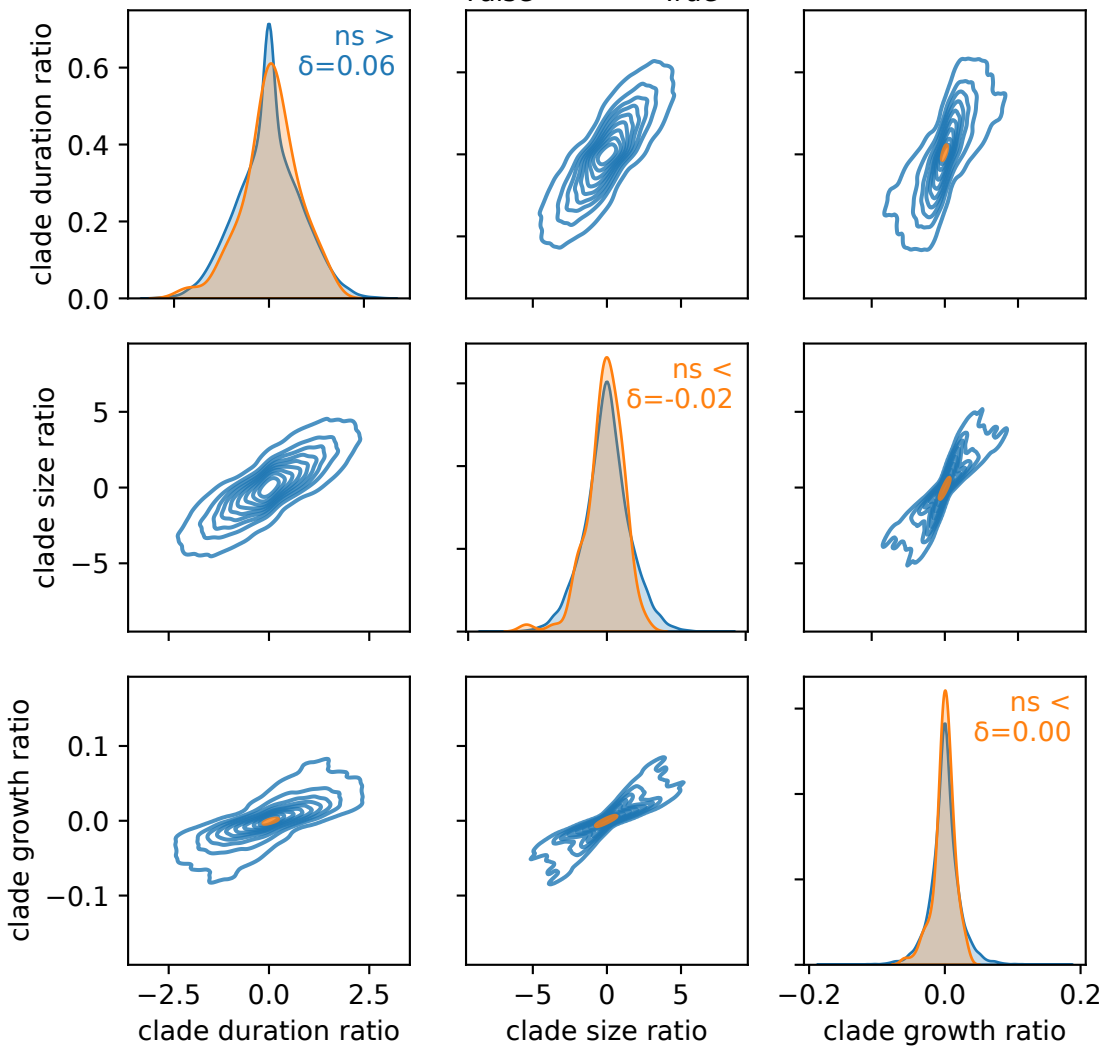 clade duration ratio
0.6
0.4
0.2
0.0
ns >
δ=0.06
clade size ratio
5
0
−5
ns <
δ=-0.02
clade growth ratio
0.1
0.0
−0.1
ns <
δ=0.00
−2.5 0.0 2.5
−5 0 5
−0.2 0.0 0.2
clade duration ratio
clade size ratio
clade growth ratio